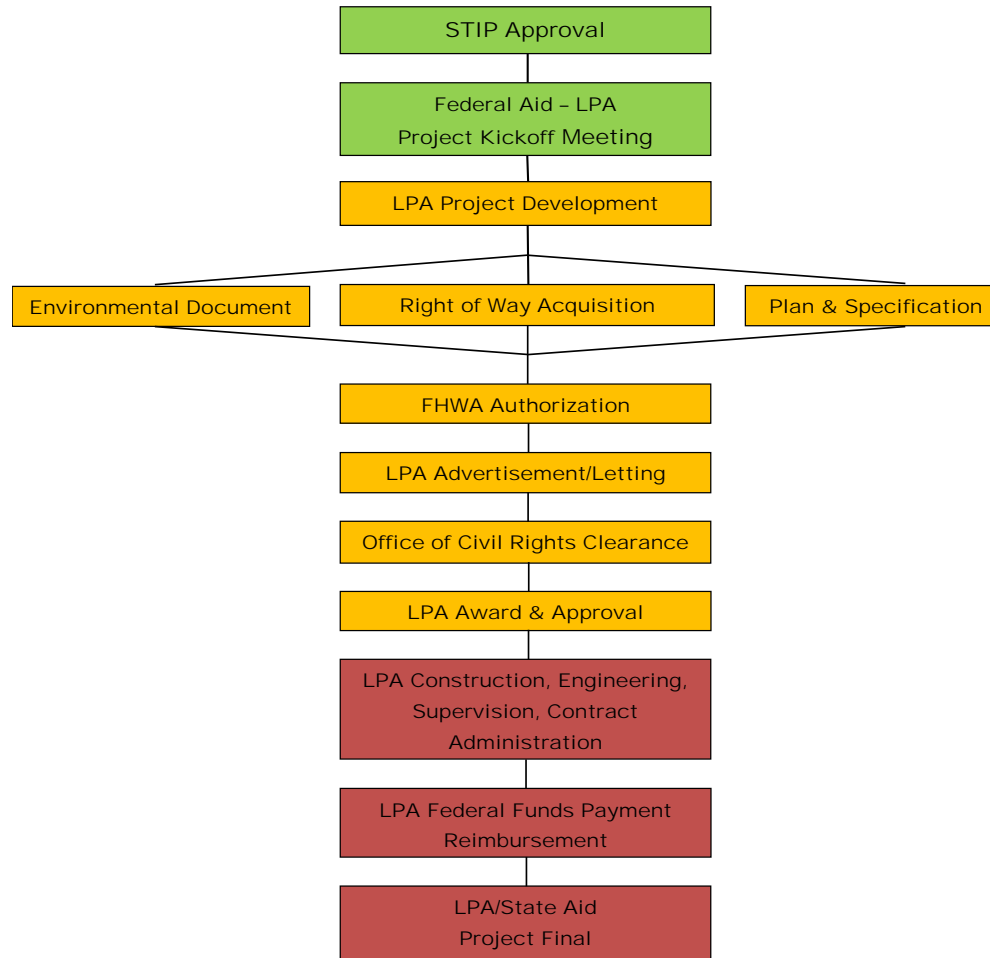 STIP Approval
Federal Aid – LPA
Project Kickoff Meeting
LPA Project Development
Environmental Document
Right of Way Acquisition
Plan & Specification
FHWA Authorization
LPA Advertisement/Letting
Office of Civil Rights Clearance
LPA Award & Approval
LPA Construction, Engineering,
Supervision, Contract
Administration
LPA Federal Funds Payment
Reimbursement
LPA/State Aid
Project Final